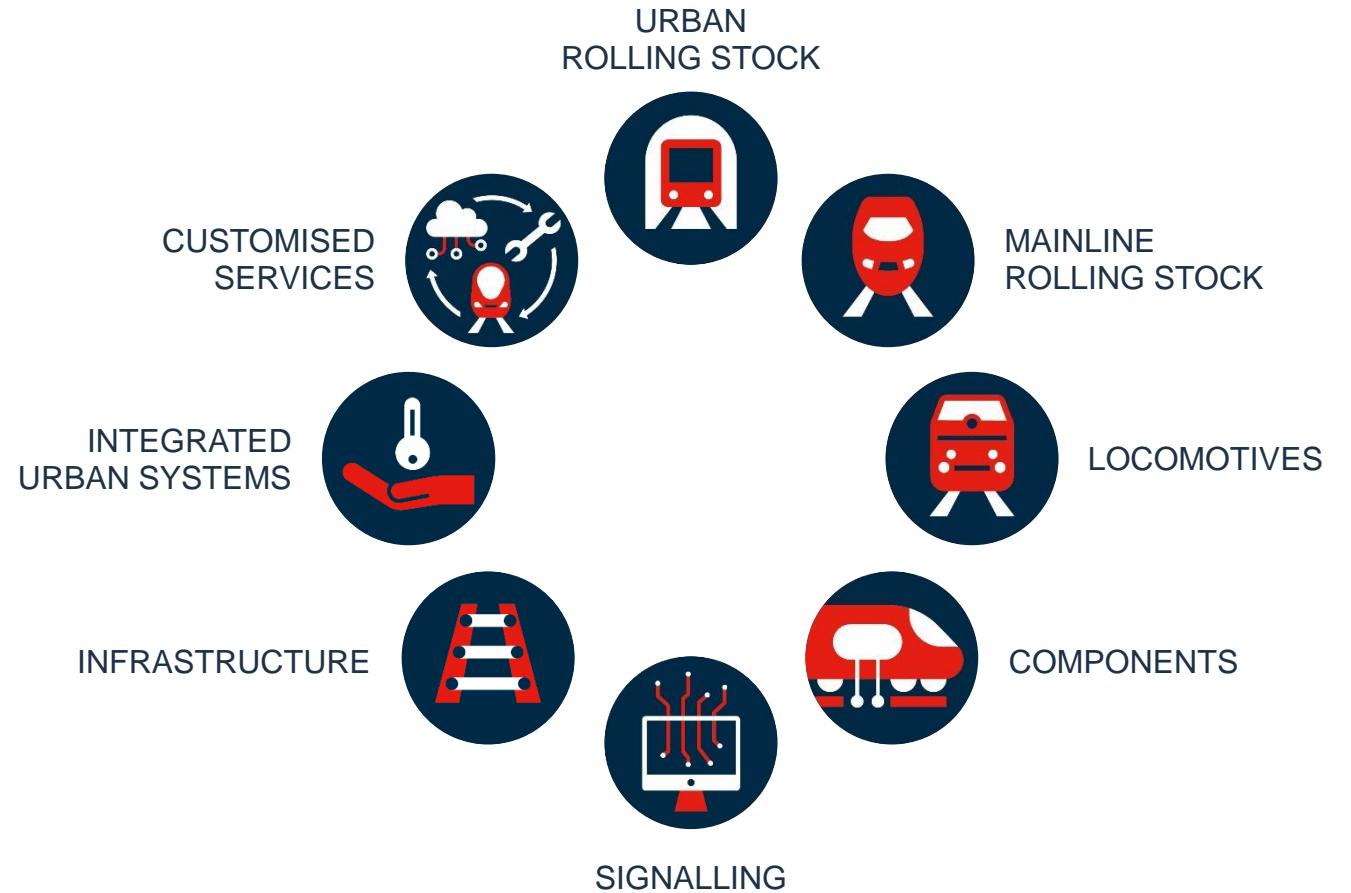 URBAN
ROLLING STOCK
CUSTOMISED
SERVICES
MAINLINE
ROLLING STOCK
INTEGRATED
URBAN SYSTEMS
LOCOMOTIVES
INFRASTRUCTURE
COMPONENTS
SIGNALLING